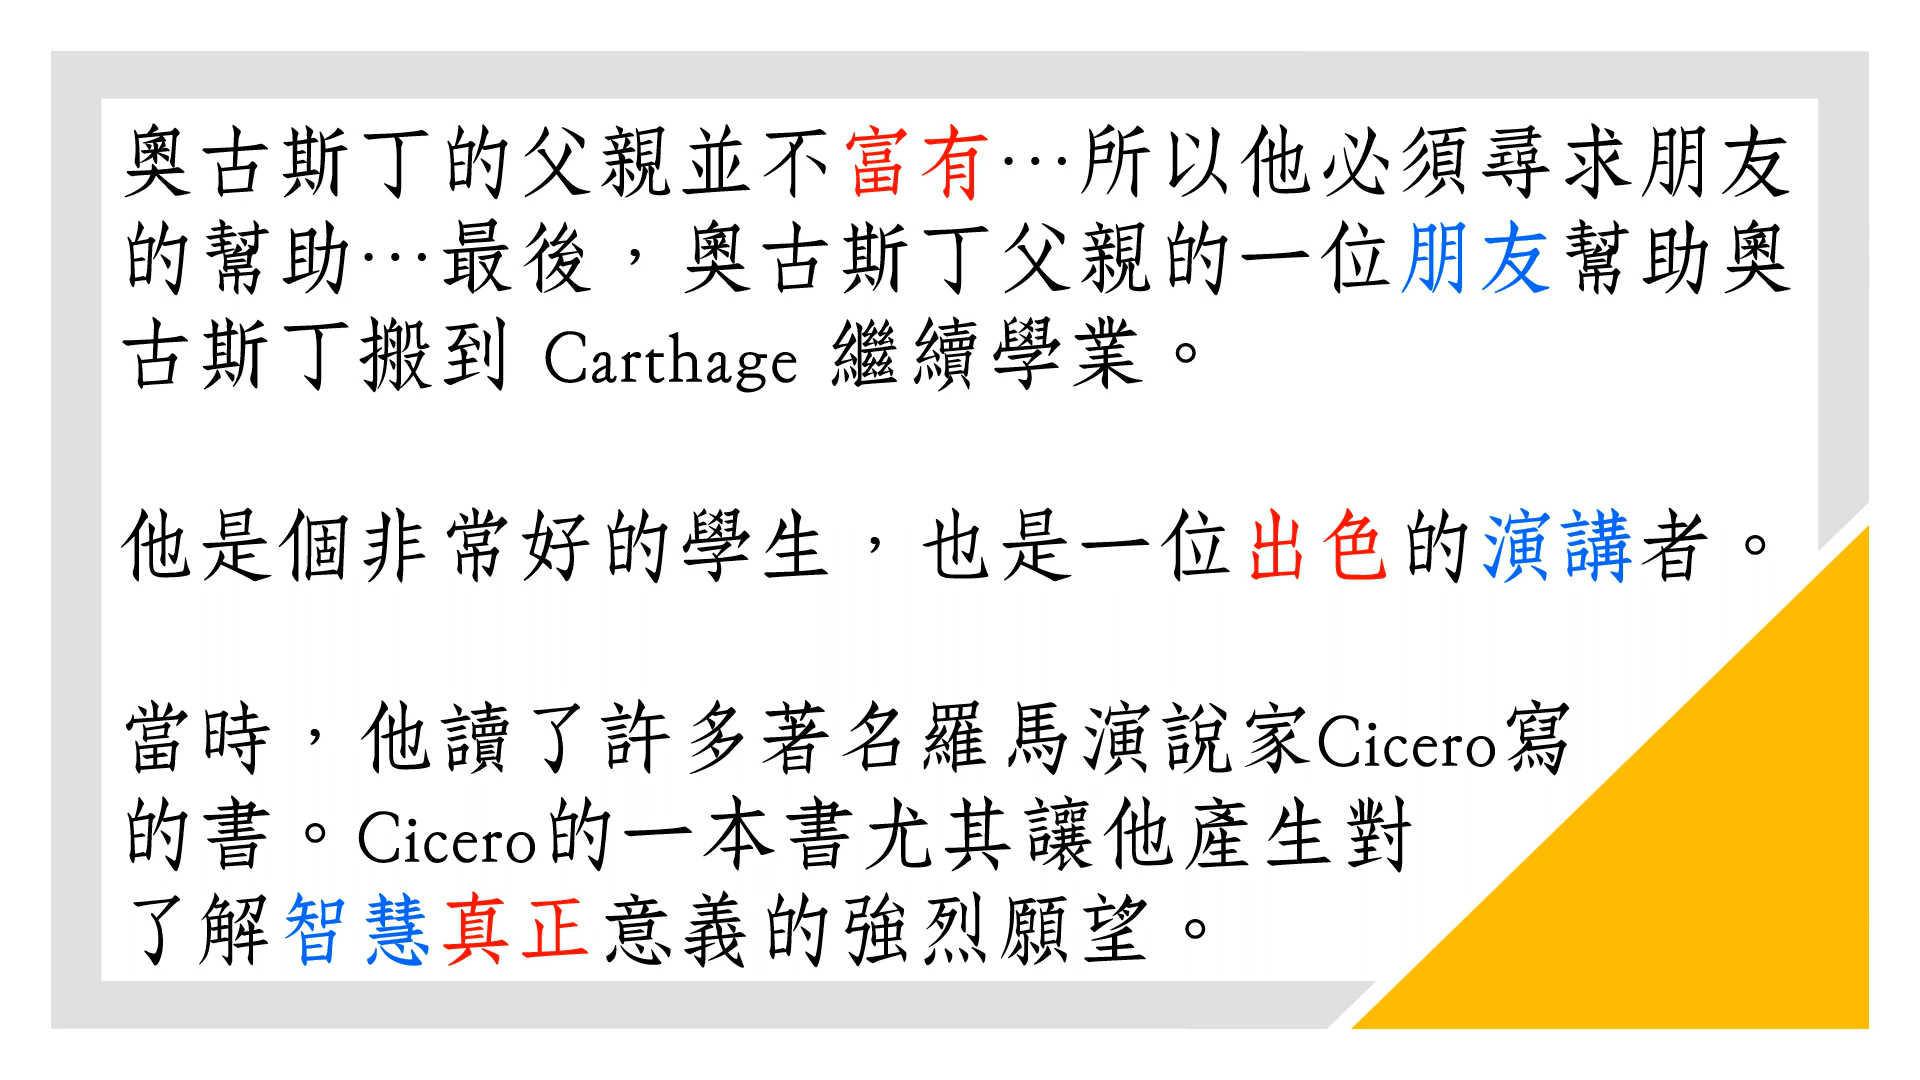 奧古斯丁的父親並不富有…所以他必須尋求朋友
的幫助…最後，奧古斯丁父親的一位朋友幫助奧
古斯丁搬到 Carthage 繼續學業。
他是個非常好的學生，也是一位出色的演講者。
當時，他讀了許多著名羅馬演說家Cicero寫
的書。Cicero的一本書尤其讓他產生對
了解智慧真正意義的強烈願望。